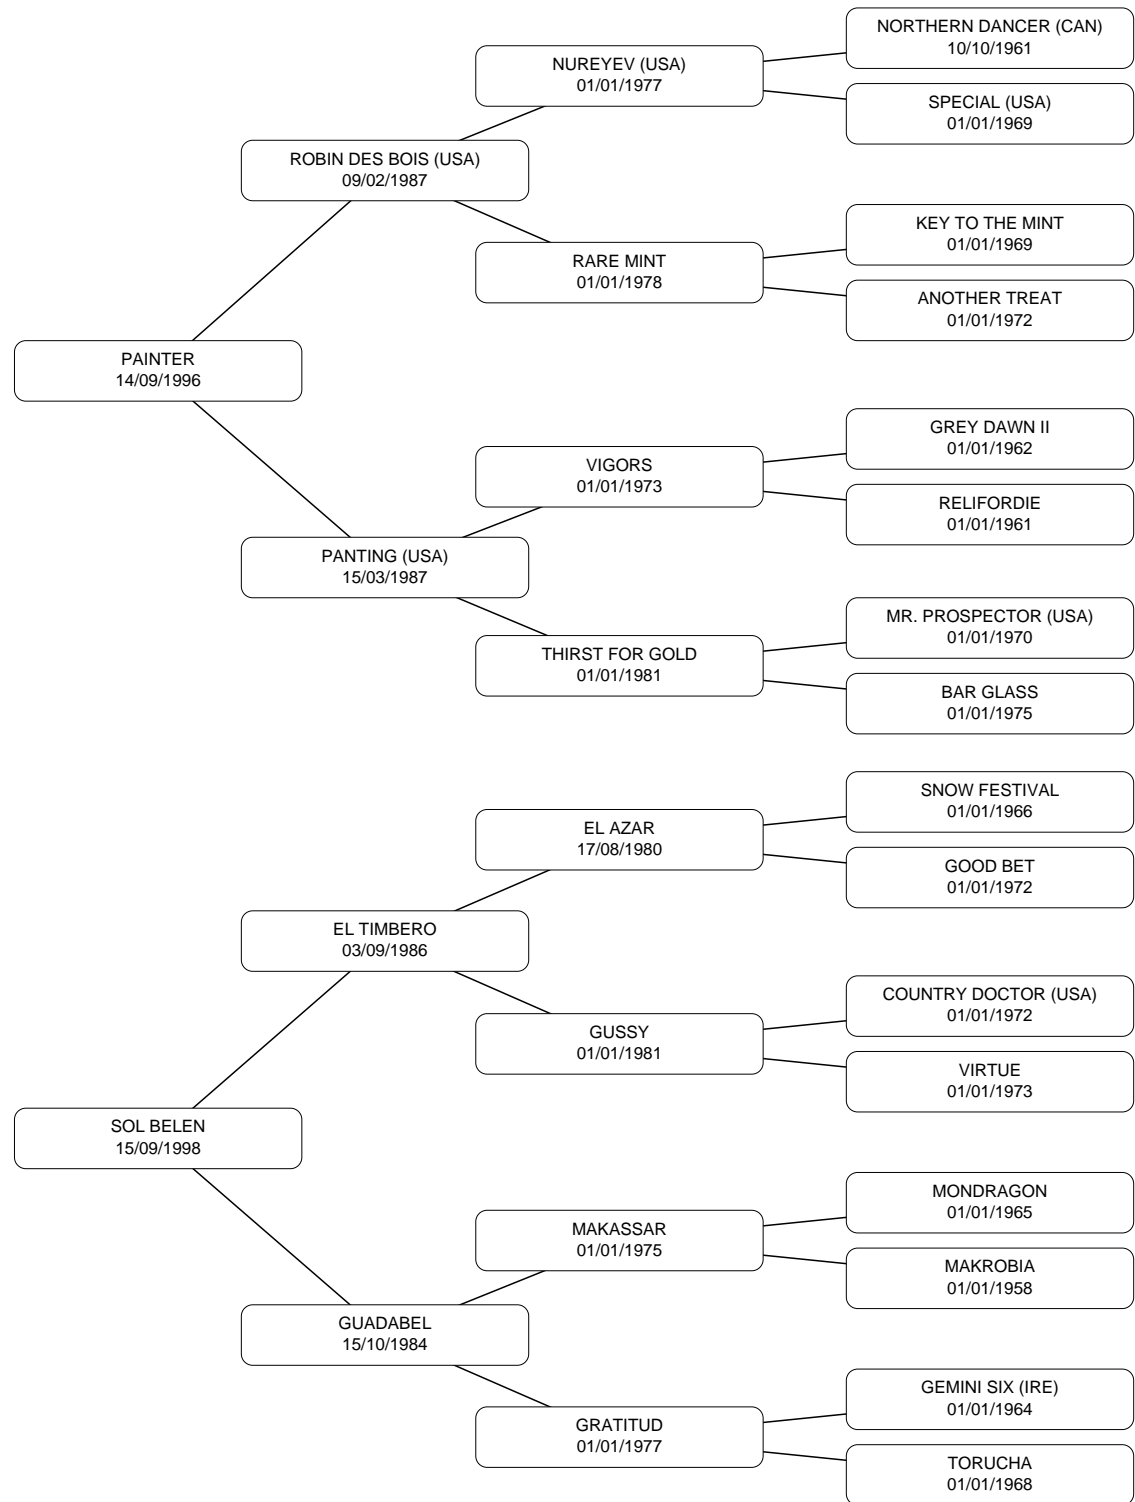 NORTHERN DANCER (CAN)
10/10/1961
NUREYEV (USA)
01/01/1977
SPECIAL (USA)
01/01/1969
ROBIN DES BOIS (USA)
09/02/1987
KEY TO THE MINT
01/01/1969
RARE MINT
01/01/1978
ANOTHER TREAT
01/01/1972
PAINTER
14/09/1996
GREY DAWN II
01/01/1962
VIGORS
01/01/1973
RELIFORDIE
01/01/1961
PANTING (USA)
15/03/1987
MR. PROSPECTOR (USA)
01/01/1970
THIRST FOR GOLD
01/01/1981
BAR GLASS
01/01/1975
SNOW FESTIVAL
01/01/1966
EL AZAR
17/08/1980
GOOD BET
01/01/1972
EL TIMBERO
03/09/1986
COUNTRY DOCTOR (USA)
01/01/1972
GUSSY
01/01/1981
VIRTUE
01/01/1973
SOL BELEN
15/09/1998
MONDRAGON
01/01/1965
MAKASSAR
01/01/1975
MAKROBIA
01/01/1958
GUADABEL
15/10/1984
GEMINI SIX (IRE)
01/01/1964
GRATITUD
01/01/1977
TORUCHA
01/01/1968